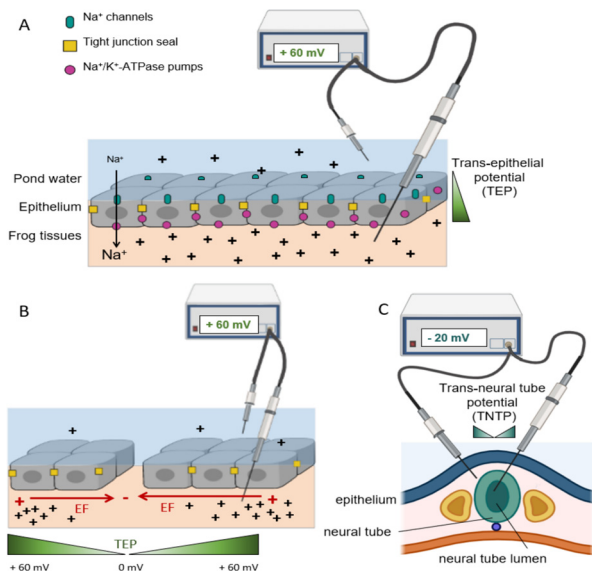 A
Na⁺ channels
Tight junction seal
Na⁺/K⁺-ATPase pumps
+ 60 mV
Na⁺
Pond water
Epithelium
Frog tissues
Na⁺
Trans-epithelial
potential
(TEP)
B
+ 60 mV
EF
EF
TEP
+ 60 mV
0 mV
+ 60 mV
C
- 20 mV
Trans-neural tube
potential
(TNTP)
epithelium
neural tube
neural tube lumen